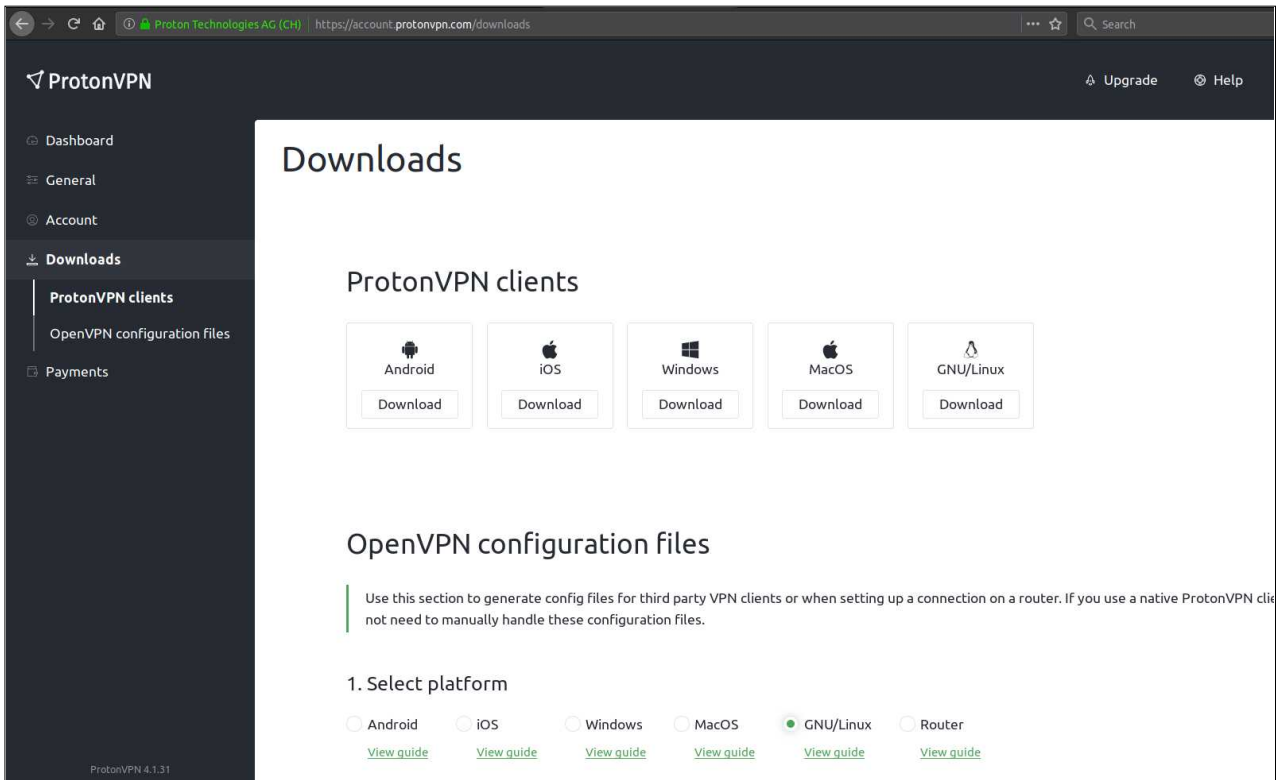 Proton Technologies AG (CH) https://account.protonvpn.com/downloads
Search
ProtonVPN
Upgrade
Help
Dashboard
General
Account
Downloads
ProtonVPN clients
OpenVPN configuration files
Payments
ProtonVPN 4.1.31
Downloads
ProtonVPN clients
Android
Download
iOS
Download
Windows
Download
MacOS
Download
GNU/Linux
Download
OpenVPN configuration files
Use this section to generate config files for third party VPN clients or when setting up a connection on a router. If you use a native ProtonVPN clie
not need to manually handle these configuration files.
1. Select platform
Android iOS Windows MacOS GNU/Linux Router
View guide View guide View guide View guide View guide View guide